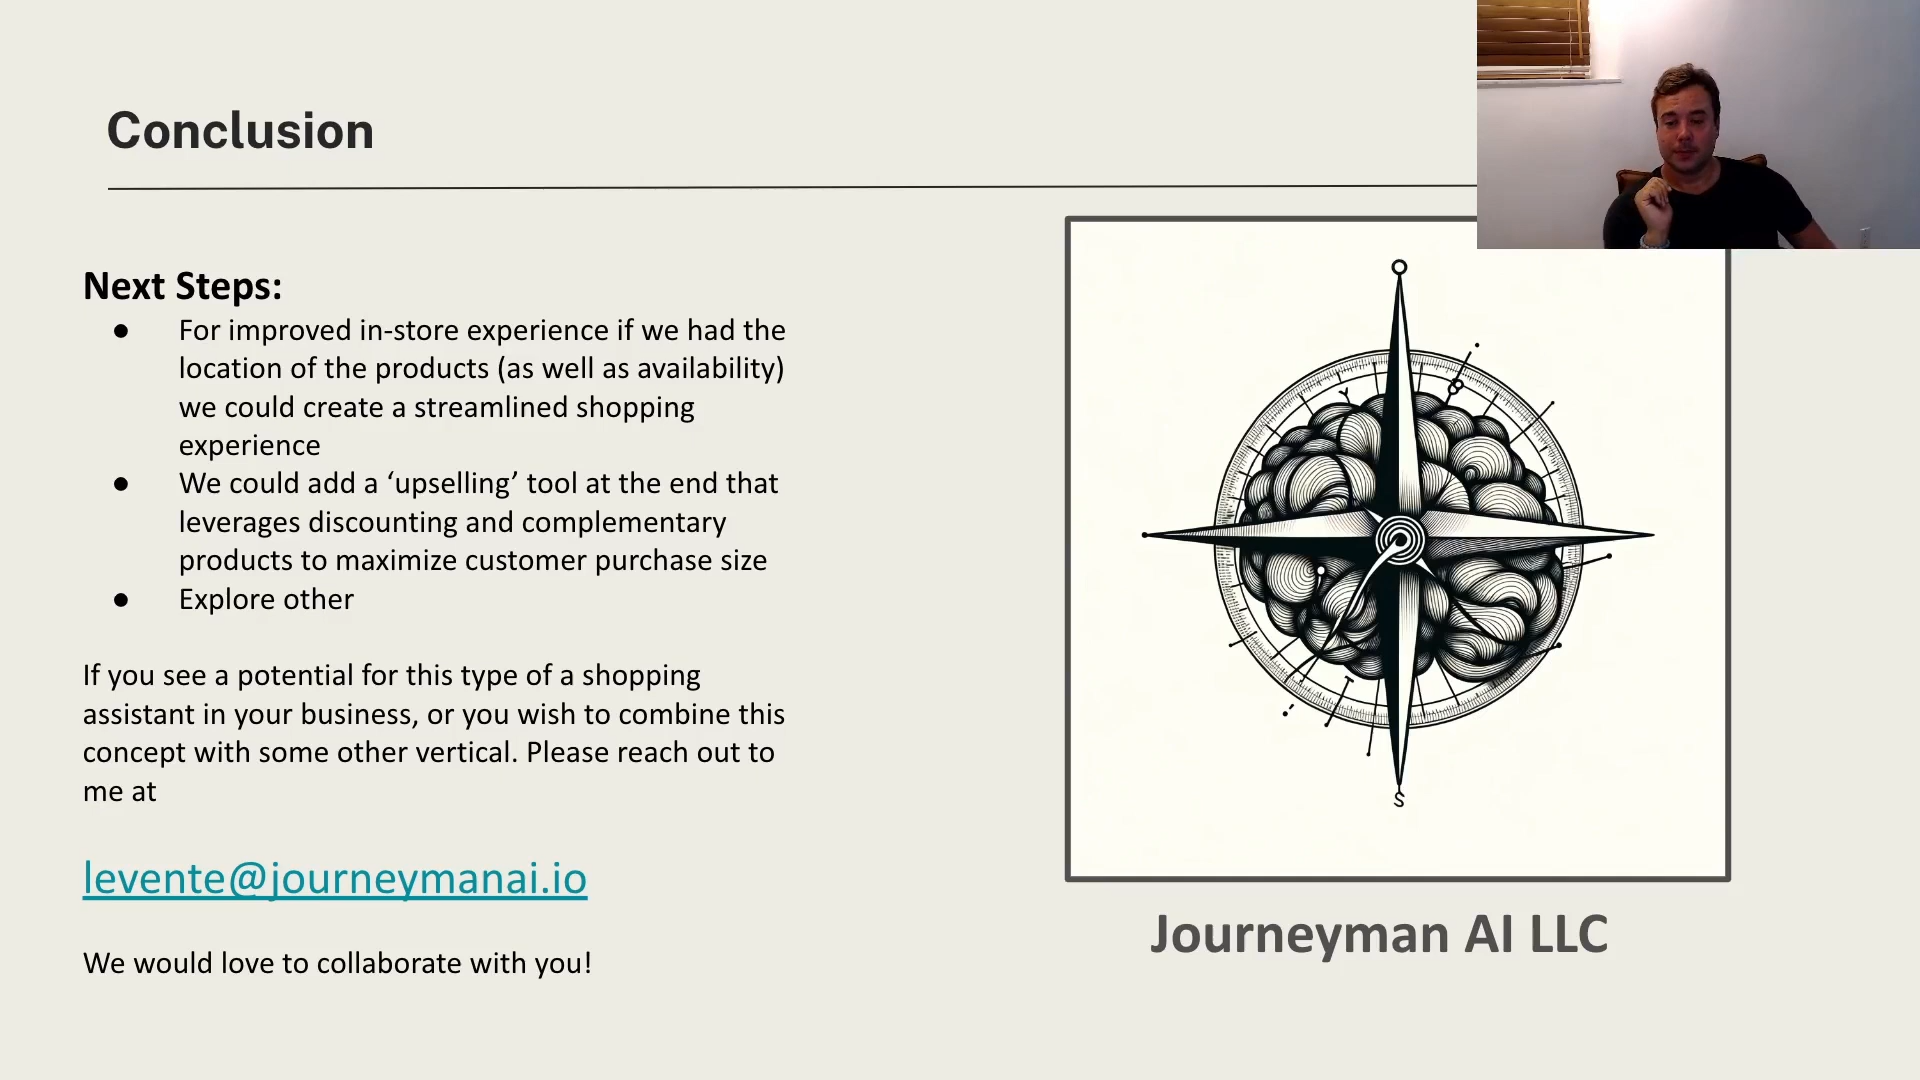 Conclusion
Next Steps:
● For improved in-store experience if we had the
location of the products (as well as availability)
we could create a streamlined shopping
experience
● We could add a ‘upselling’ tool at the end that
leverages discounting and complementary
products to maximize customer purchase size
● Explore other
If you see a potential for this type of a shopping
assistant in your business, or you wish to combine this
concept with some other vertical. Please reach out to
me at
levente@journeymanai.io
We would love to collaborate with you!
S
Journeyman AI LLC